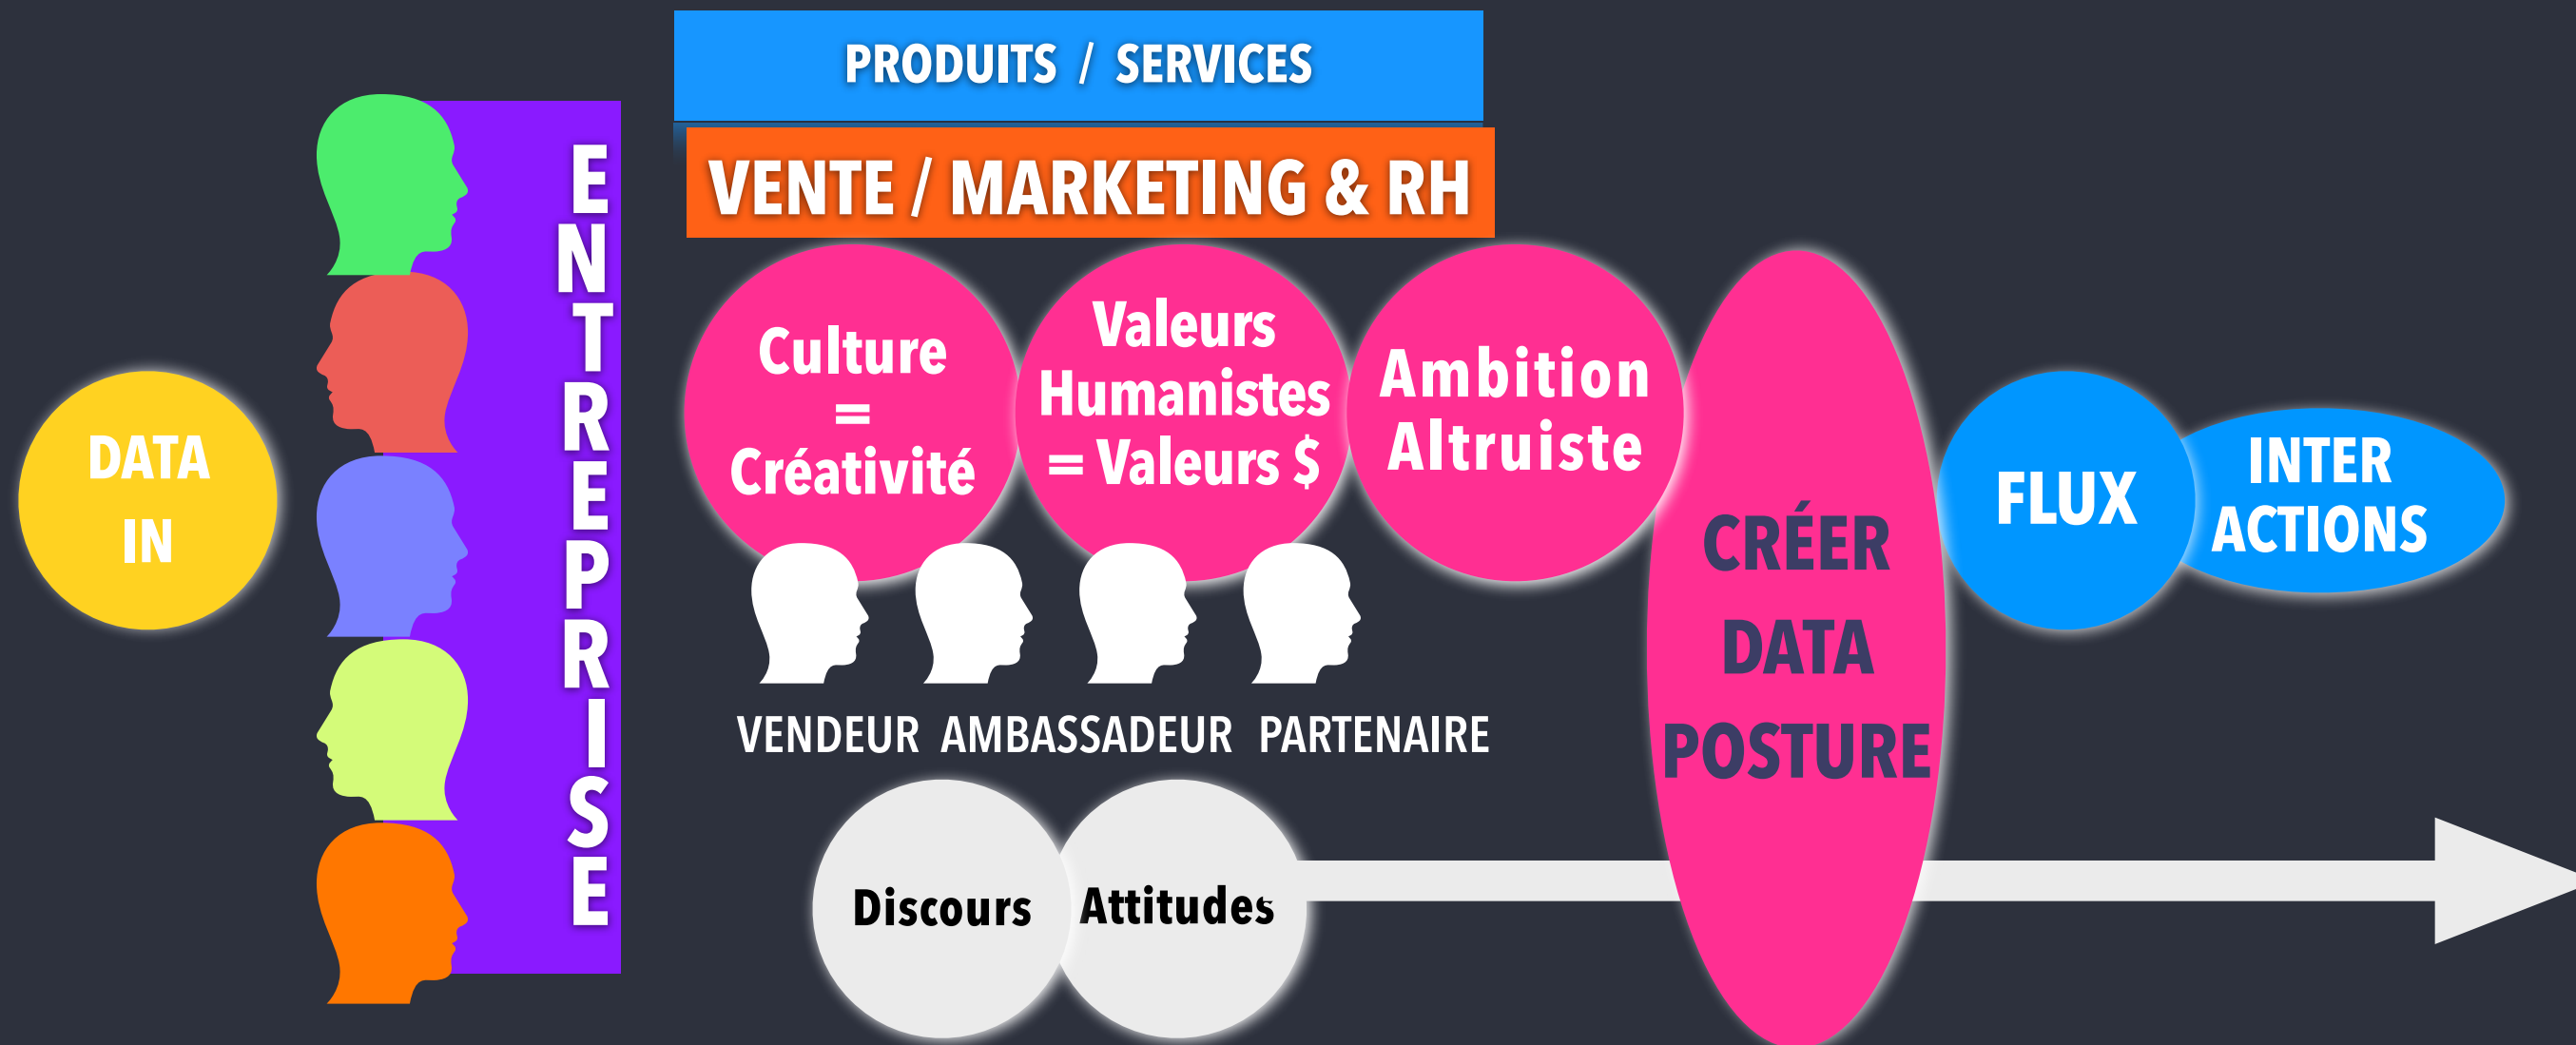 PRODUITS / SERVICES
VENTE / MARKETING & RH
DATA
IN
ENTREPRISE
Culture
=
Créativité
Valeurs
Humanistes
= Valeurs $
Ambition
Altruiste
CRÉER
DATA
POSTURE
FLUX
INTER
ACTIONS
VENDEUR AMBASSADEUR PARTENAIRE
Discours
Attitudes